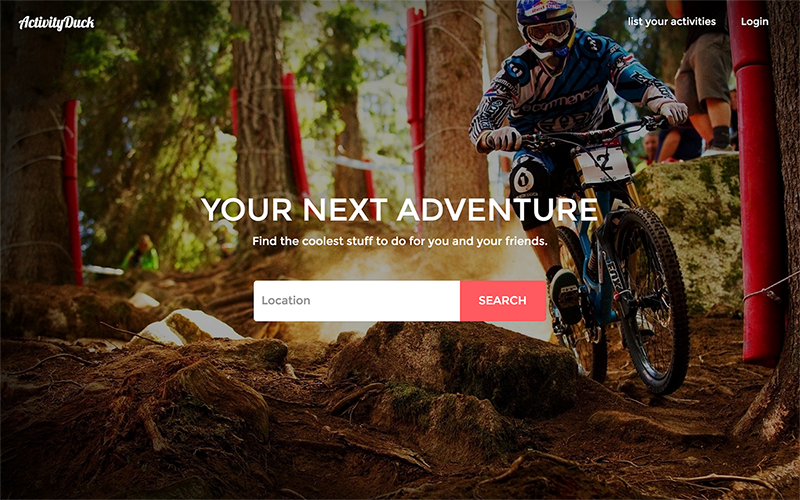 ActivityDuck
list your activities
Login
YOUR NEXT ADVENTURE
Find the coolest stuff to do for you and your friends.
Location
SEARCH
2